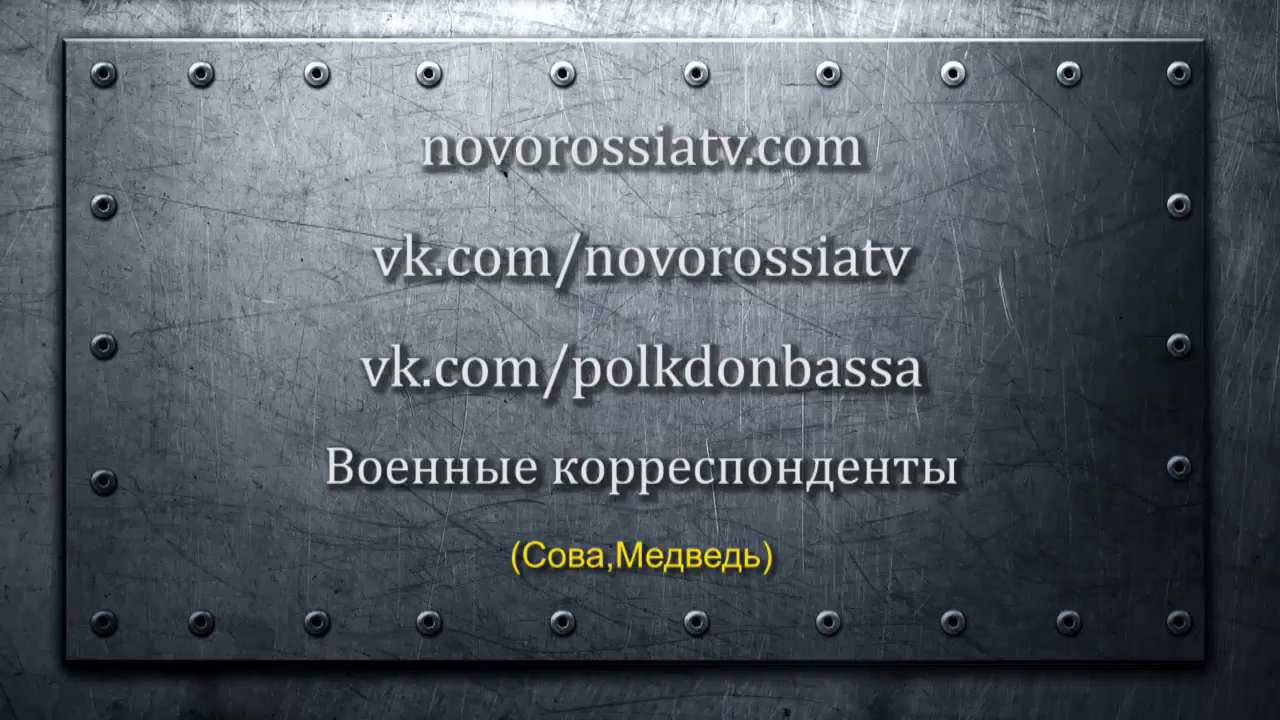 novorossiatv.com
vk.com/novorossiatv
vk.com/polkdonbassa
Военные корреспонденты
(Сова,Медведь)